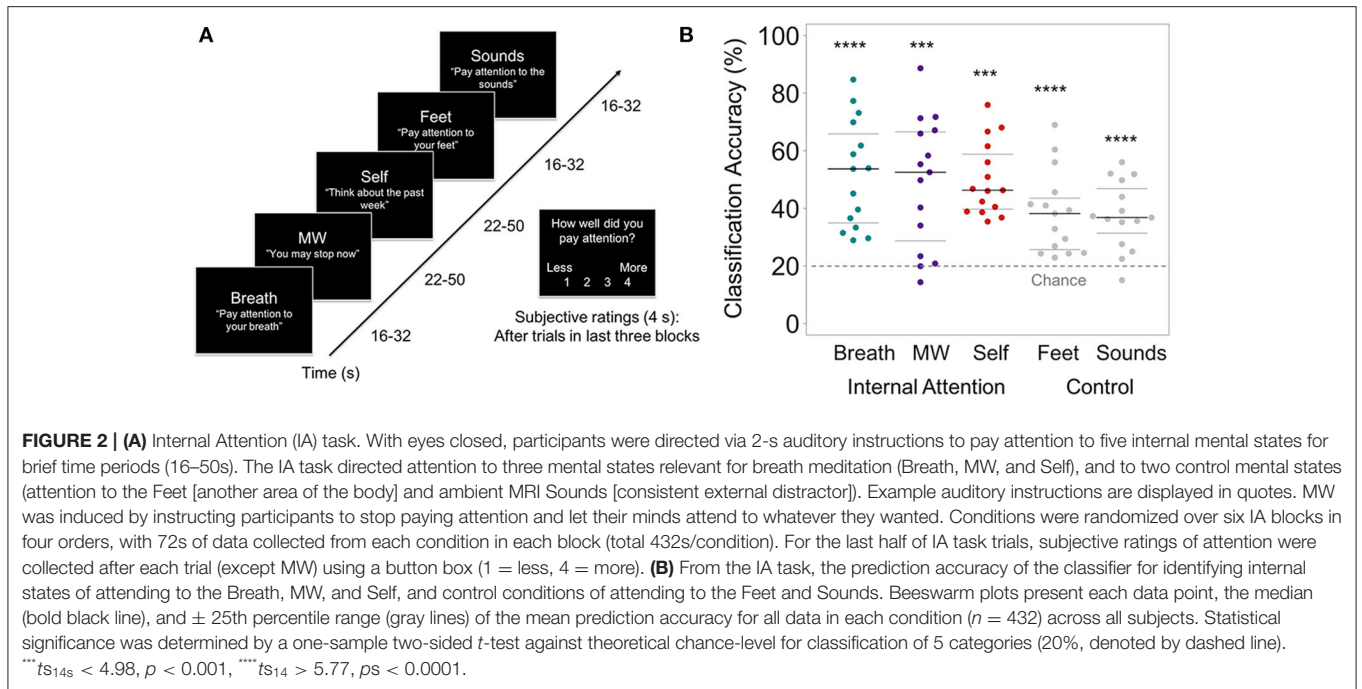 A
Sounds
"Pay attention to the
sounds"
Feet
"Pay attention to
your feet"
Self
"Think about the past
week"
MW
"You may stop now"
Breath
"Pay attention to
your breath"
16-32
16-32
22-50
22-50
16-32
Time (s)
How well did you
pay attention?
Less More
1 2 3 4
Subjective ratings (4 s):
After trials in last three blocks
B
Classification Accuracy (%)
100
80
60
40
20
0
**** *** *** **** ****
Chance
Breath MW Self Feet Sounds
Internal Attention Control
FIGURE 2 | (A) Internal Attention (IA) task. With eyes closed, participants were directed via 2-s auditory instructions to pay attention to five internal mental states for
brief time periods (16–50s). The IA task directed attention to three mental states relevant for breath meditation (Breath, MW, and Self), and to two control mental states
(attention to the Feet [another area of the body] and ambient MRI Sounds [consistent external distractor]). Example auditory instructions are displayed in quotes. MW
was induced by instructing participants to stop paying attention and let their minds attend to whatever they wanted. Conditions were randomized over six IA blocks in
four orders, with 72s of data collected from each condition in each block (total 432s/condition). For the last half of IA task trials, subjective ratings of attention were
collected after each trial (except MW) using a button box (1 = less, 4 = more). (B) From the IA task, the prediction accuracy of the classifier for identifying internal
states of attending to the Breath, MW, and Self, and control conditions of attending to the Feet and Sounds. Beeswarm plots present each data point, the median
(bold black line), and ± 25th percentile range (gray lines) of the mean prediction accuracy for all data in each condition (n = 432) across all subjects. Statistical
significance was determined by a one-sample two-sided t-test against theoretical chance-level for classification of 5 categories (20%, denoted by dashed line).
***ts14s < 4.98, p < 0.001, ****ts14 > 5.77, ps < 0.0001.